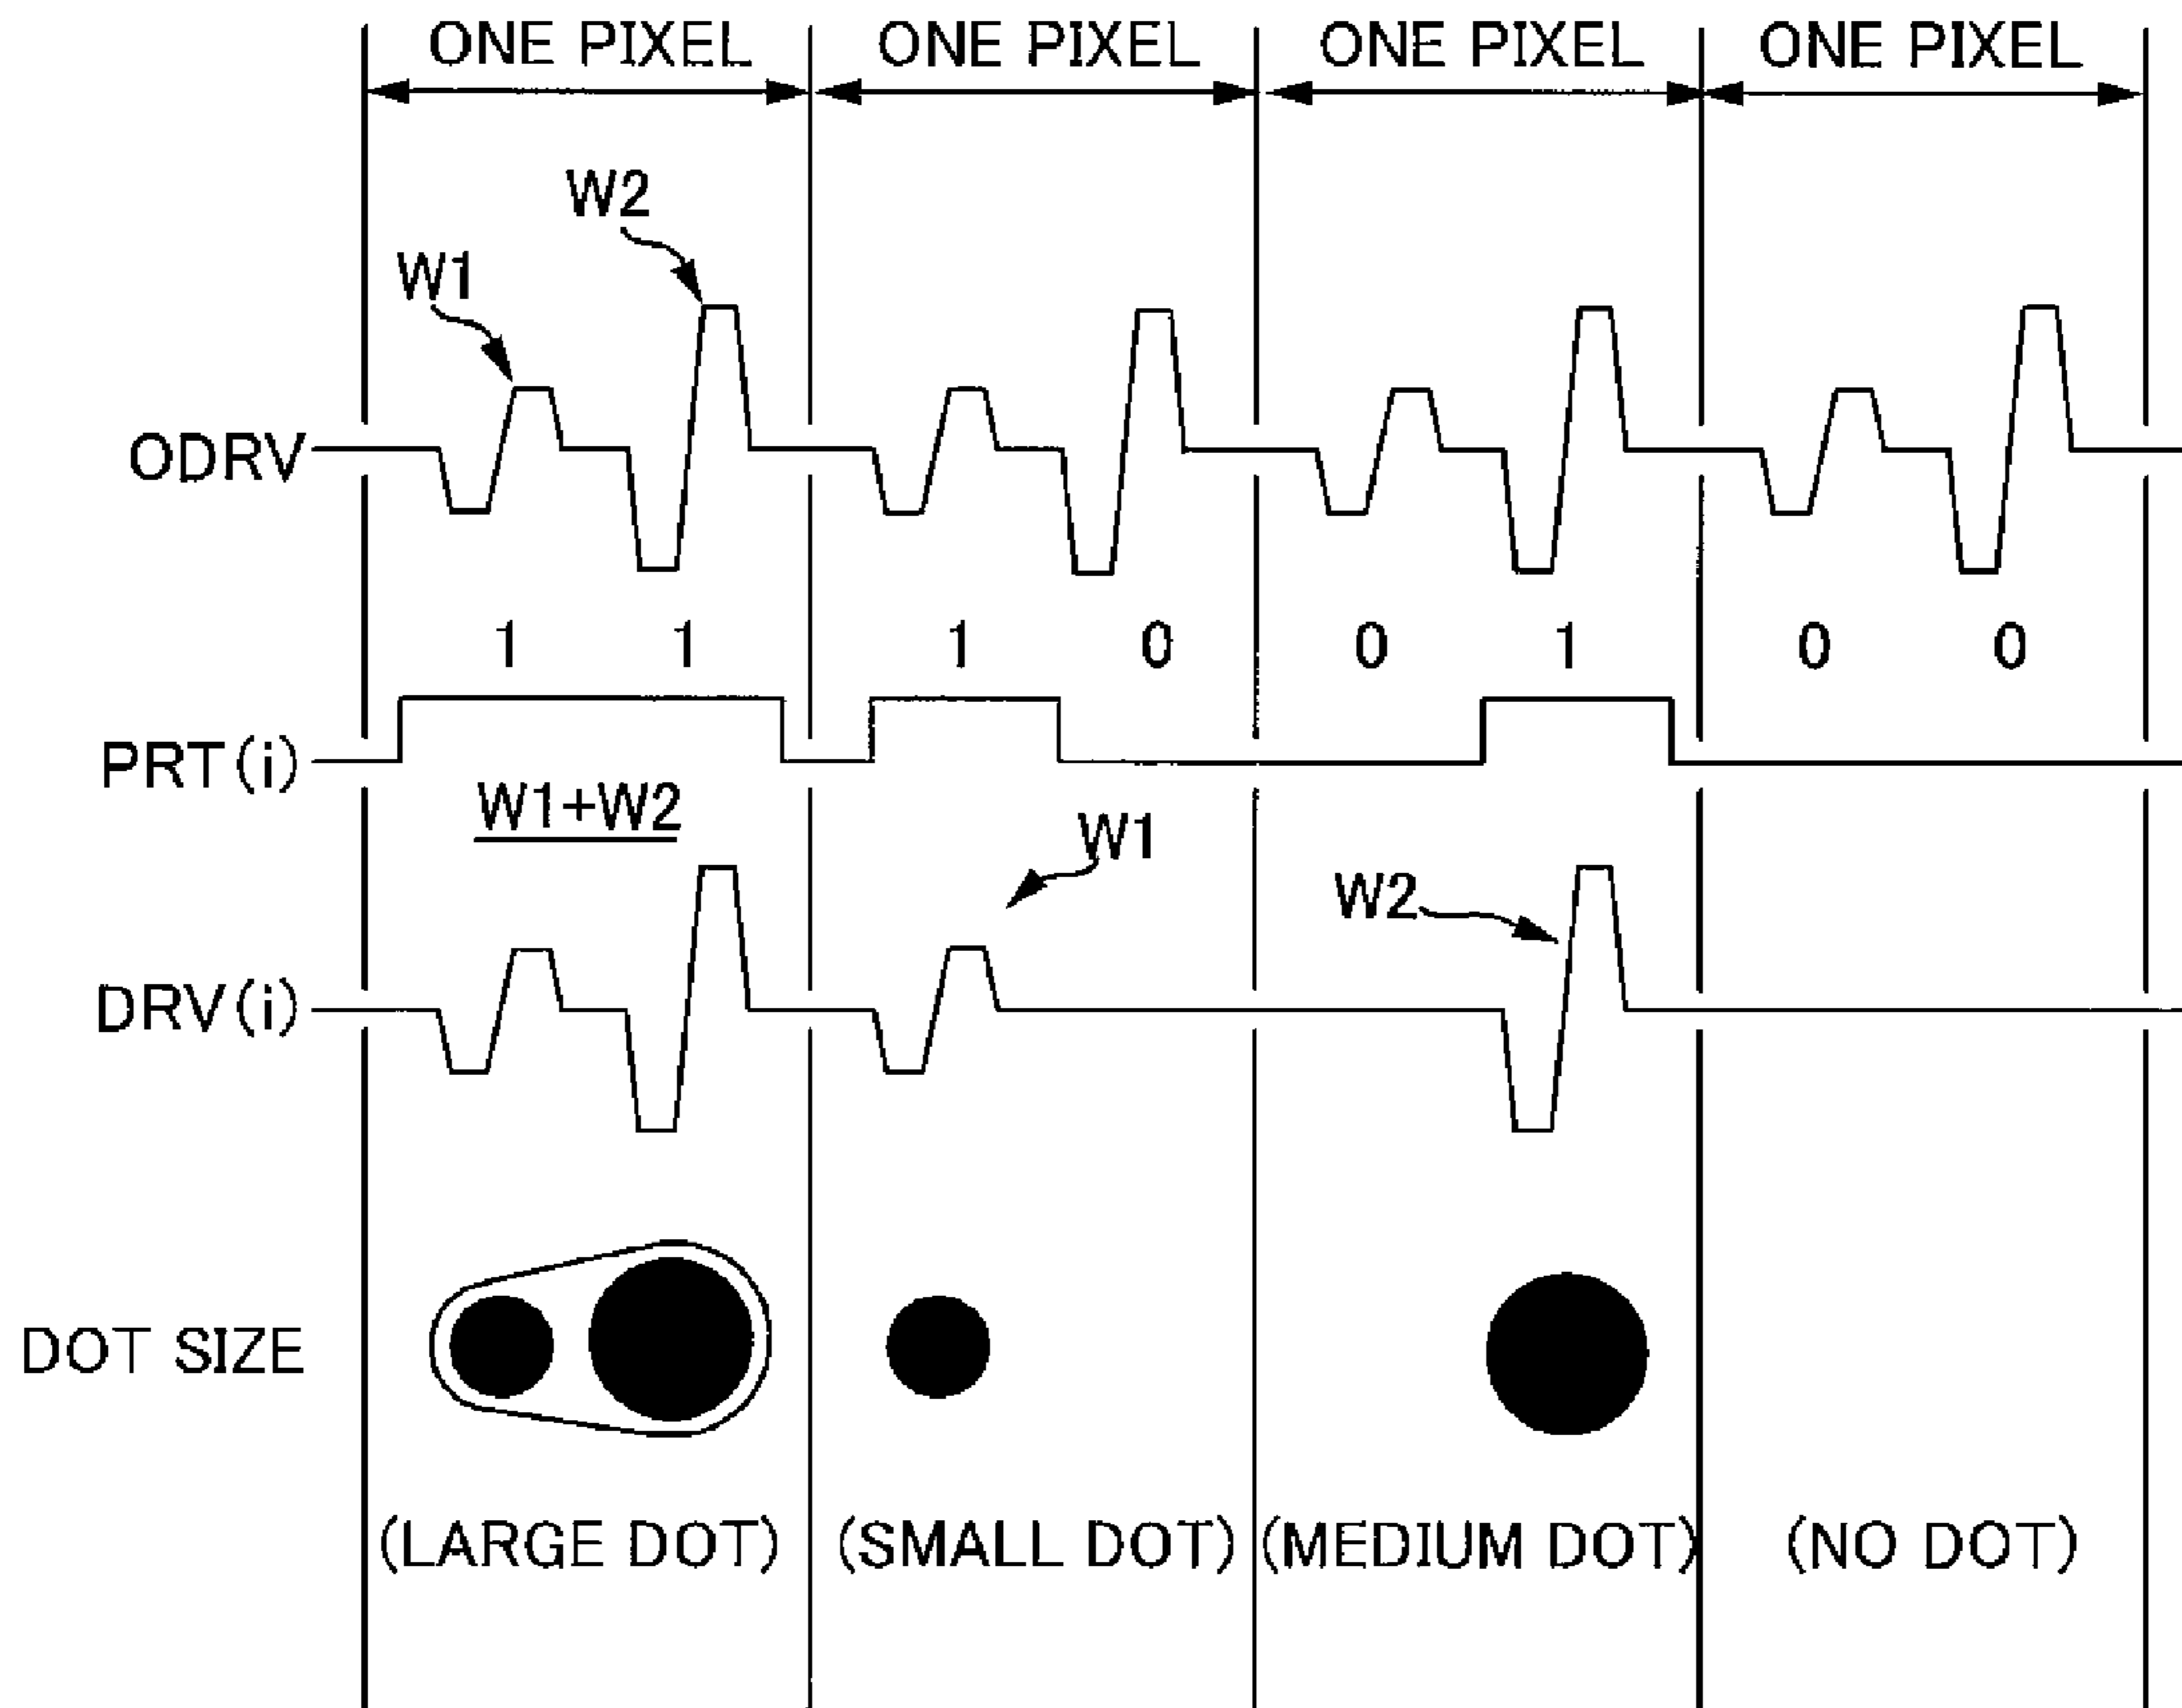 ONE PIXEL ONE PIXEL ONE PIXEL ONE PIXEL
W2
W1
ODRV
1 1 1 0 0 1 0 0
PRT(i)
W1+W2
W1
W2
DRV(i)
DOT SIZE
(LARGE DOT) (SMALL DOT) (MEDIUM DOT) (NO DOT)